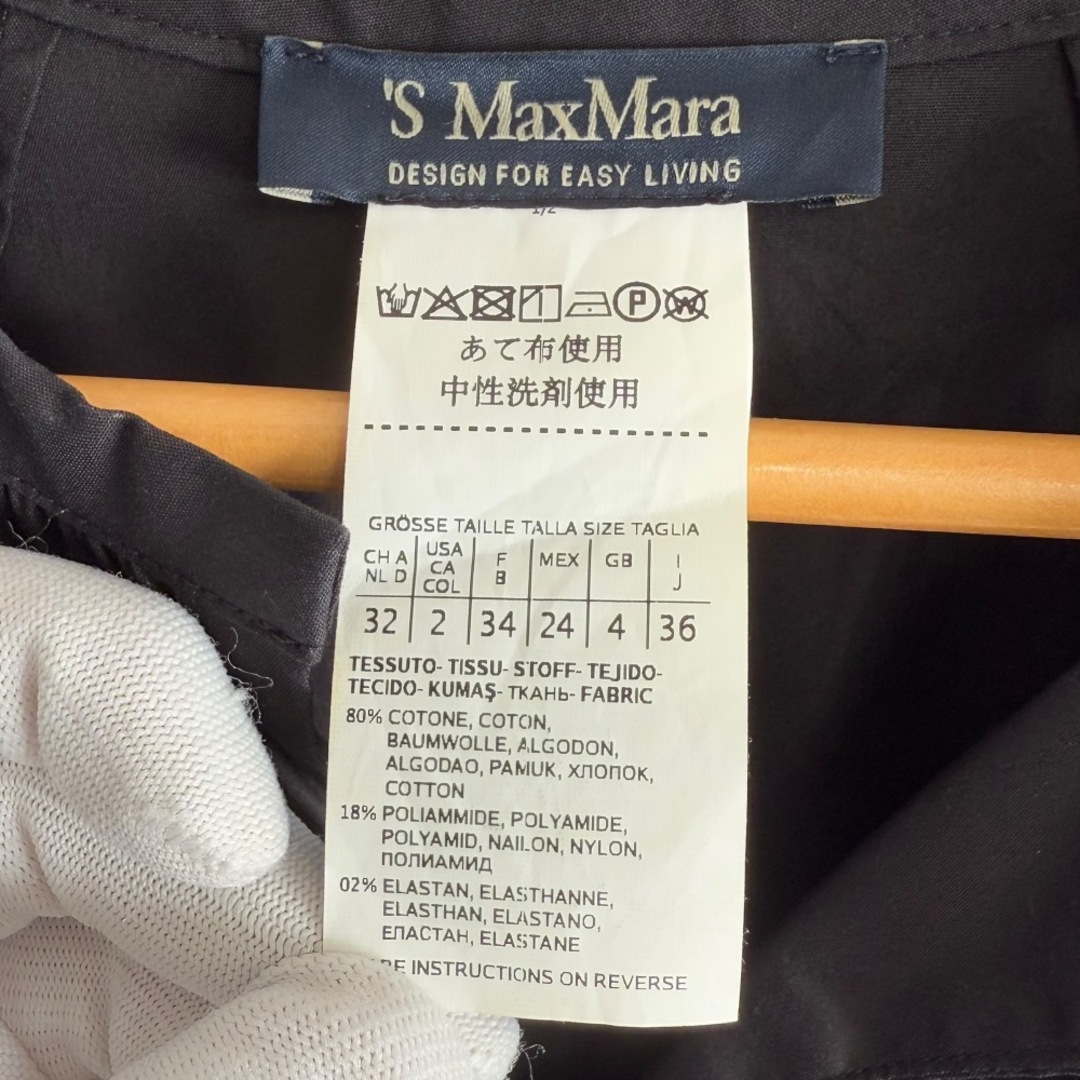 'S MaxMara
DESIGN FOR EASY LIVING
1/2
P W
あて布使用
中性洗剤使用
GRÖSSE TAILLE TALLA SIZE TAGLIA
CH A NL D USA CA COL F B MEX GB I J
32 2 34 24 4 36
TESSUTO- TISSU- STOFF- TEJIDO-
TECIDO- KUMAŞ- ТКАНЬ- FABRIC
80% COTONE, COTON,
BAUMWOLLE, ALGODON,
ALGODAO, PAMUK, ХЛОПОК,
COTTON
18% POLIAMMIDE, POLYAMIDE,
POLYAMID, NAILON, NYLON,
ПОЛИАМИД
02% ELASTAN, ELASTHANNE,
ELASTHAN, ELASTANO,
ЕЛАСТАН, ELASTANE
INSTRUCTIONS ON REVERSE